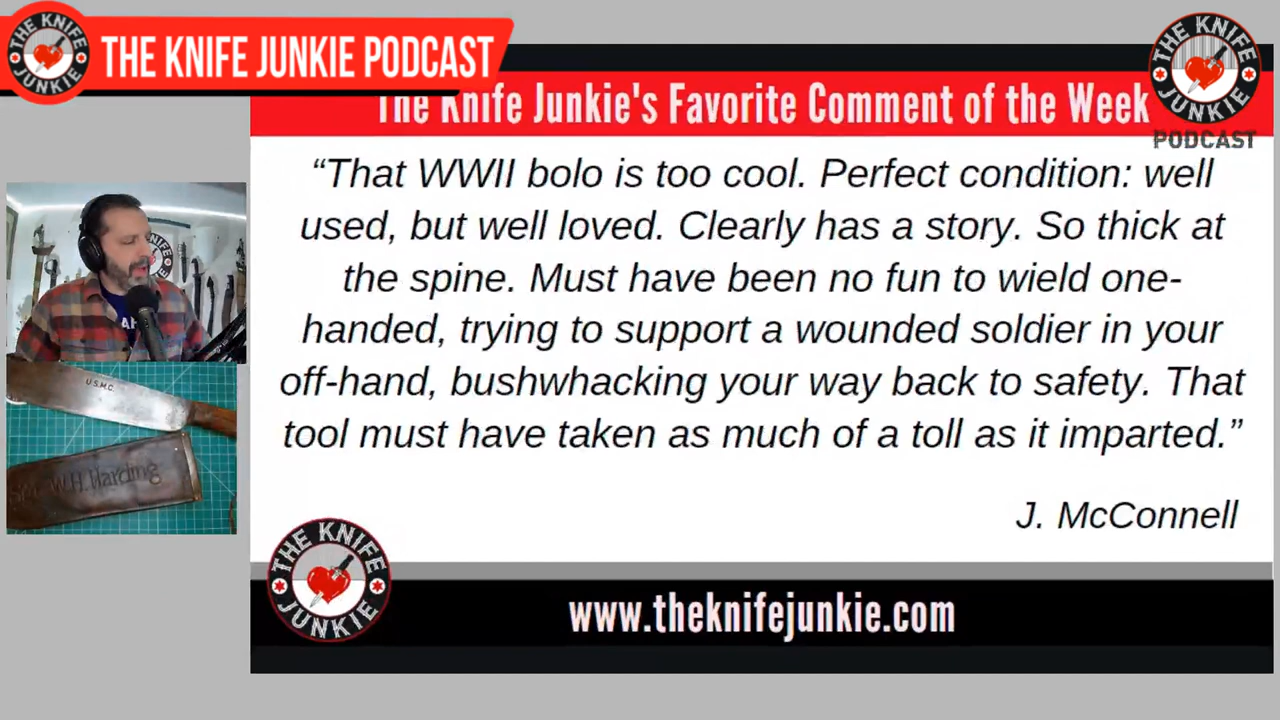 THE KNIFE JUNKIE
THE KNIFE JUNKIE PODCAST
THE KNIFE JUNKIE
PODCAST
The Knife Junkie's Favorite Comment of the Week
“That WWII bolo is too cool. Perfect condition: well
used, but well loved. Clearly has a story. So thick at
the spine. Must have been no fun to wield one-
handed, trying to support a wounded soldier in your
off-hand, bushwhacking your way back to safety. That
tool must have taken as much of a toll as it imparted.”
J. McConnell
U.S.M.C.
W.H. Harding
THE KNIFE JUNKIE
www.theknifejunkie.com